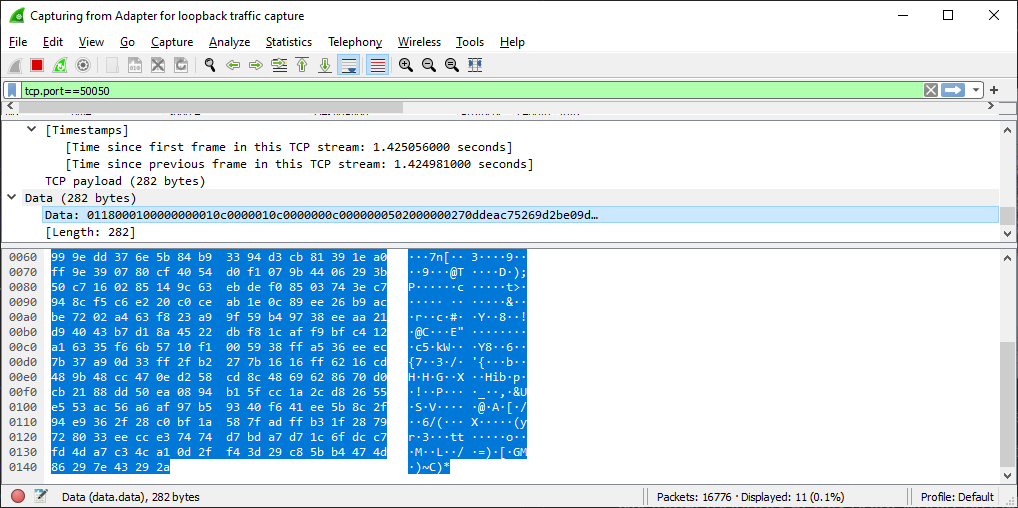 Capturing from Adapter for loopback traffic capture
File Edit View Go Capture Analyze Statistics Telephony Wireless Tools Help
tcp.port==50050
[Timestamps]
[Time since first frame in this TCP stream: 1.425056000 seconds]
[Time since previous frame in this TCP stream: 1.424981000 seconds]
TCP payload (282 bytes)
Data (282 bytes)
Data: 0118000100000000010c0000010c0000000c0000000502000000270ddeac75269d2be09d…
[Length: 282]
0060 99 9e dd 37 6e 5b 84 b9 33 94 d3 cb 81 39 1e a0 ···7n[··3····9··
0070 ff 9e 39 07 80 cf 40 54 d0 f1 07 9b 44 06 29 3b ··9···@T····D·);
0080 50 c7 16 02 85 14 9c 63 eb de f0 85 03 74 3e c7 P······c·····t>·
0090 94 8c f5 c6 e2 20 c0 ce ab 1e 0c 89 ee 26 b9 ac ····· ·······&··
00a0 be 72 02 a4 63 f8 23 a9 9f 59 b4 97 38 ee aa 21 ·r··c·#··Y··8··!
00b0 d9 40 43 b7 d1 8a 45 22 db f8 1c af f9 bf c4 12 ·@C···E"········
00c0 a1 63 35 f6 6b 57 10 f1 00 59 38 ff a5 36 ee ec ·c5·kW···Y8··6··
00d0 7b 37 a9 0d 33 ff 2f b2 27 7b 16 16 ff 62 16 cd {7··3·/·'{···b··
00e0 48 9b 48 cc 47 0e d2 58 cd 8c 48 69 62 86 70 d0 H·H·G··X··Hib·p·
00f0 cb 21 88 dd 50 ea 08 94 b1 5f cc 1a 2c d8 26 55 ·!··P····_··,·&U
0100 e5 53 ac 56 a6 af 97 b5 93 40 f6 41 ee 5b 8c 2f ·S·V·····@·A·[·/
0110 94 e9 36 2f 28 c0 bf 1a 58 7f ad ff b3 1f 28 79 ··6/(···X·····(y
0120 72 80 33 ee cc e3 74 74 d7 bd a7 d7 1c 6f dc c7 r·3···tt·····o··
0130 fd 4d a7 c3 4c a1 0d 2f f4 3d 29 c8 5b b4 47 4d ·M··L··/·=)·[·GM
0140 86 29 7e 43 29 2a ·)~C)*
Data (data.data), 282 bytes Packets: 16776 · Displayed: 11 (0.1%) Profile: Default